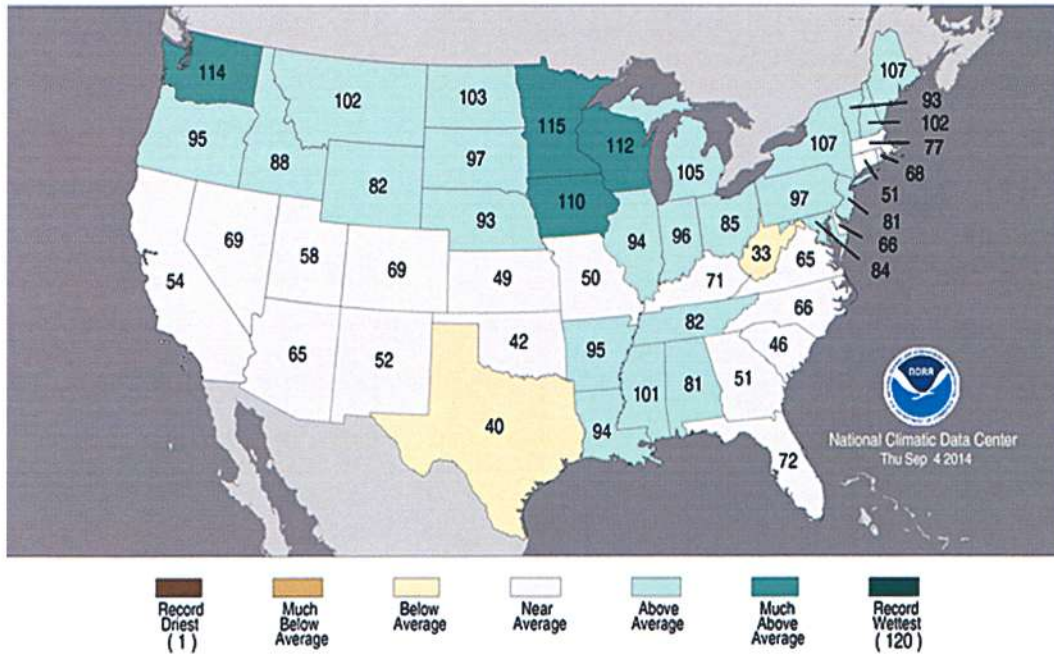 114
102
103
115
107
95
88
97
112
93
102
107
77
82
105
68
110
97
51
93
94
96
85
81
33
66
69
58
69
49
50
71
65
84
54
82
66
65
52
42
95
46
101
81
51
40
94
72
NOAA
National Climatic Data Center
Thu Sep 4 2014
Record
Driest
( 1 )
Much
Below
Average
Below
Average
Near
Average
Above
Average
Much
Above
Average
Record
Wettest
( 120 )